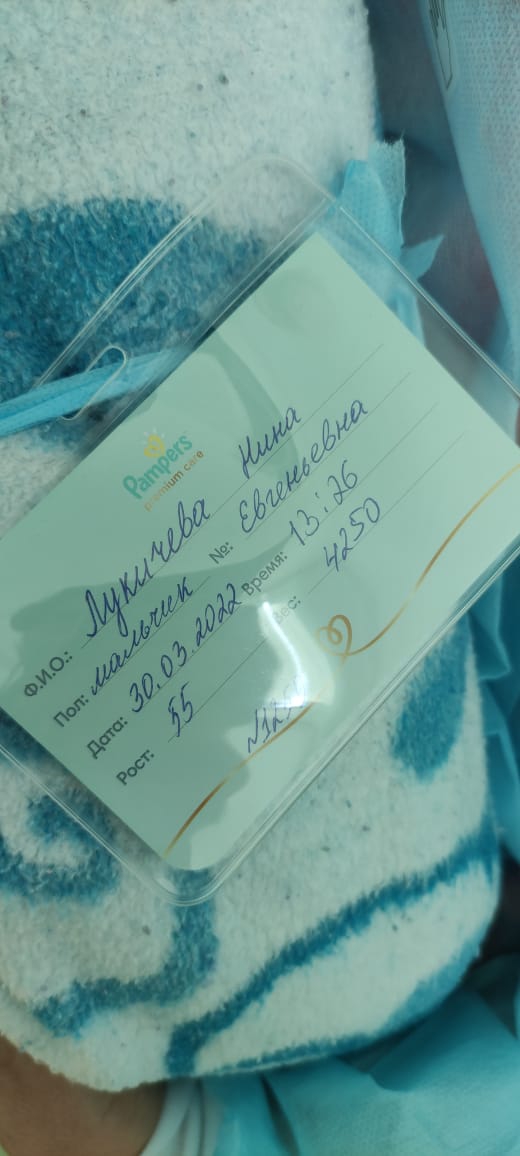 Pampers
premium care
Ф.И.О.: Лукичева Нина
Пол: мальчик №: Евгеньевна
Дата: 30.03.2022 Время: 13:26
Рост: 55 Вес: 4250